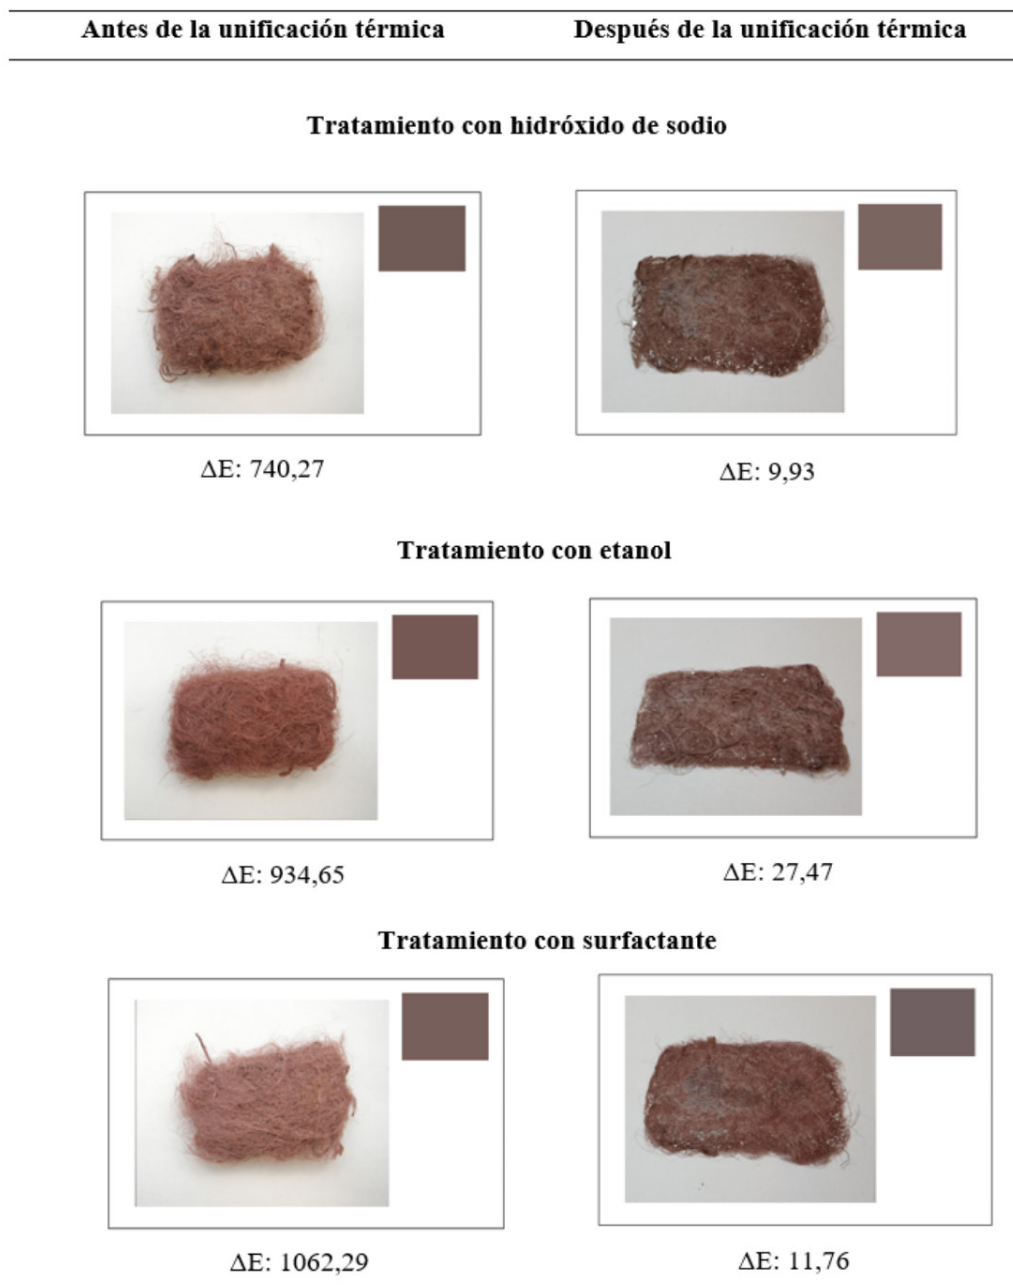 Antes de la unificación térmica
Después de la unificación térmica
Tratamiento con hidróxido de sodio
ΔE: 740,27
ΔE: 9,93
Tratamiento con etanol
ΔE: 934,65
ΔE: 27,47
Tratamiento con surfactante
ΔE: 1062,29
ΔE: 11,76